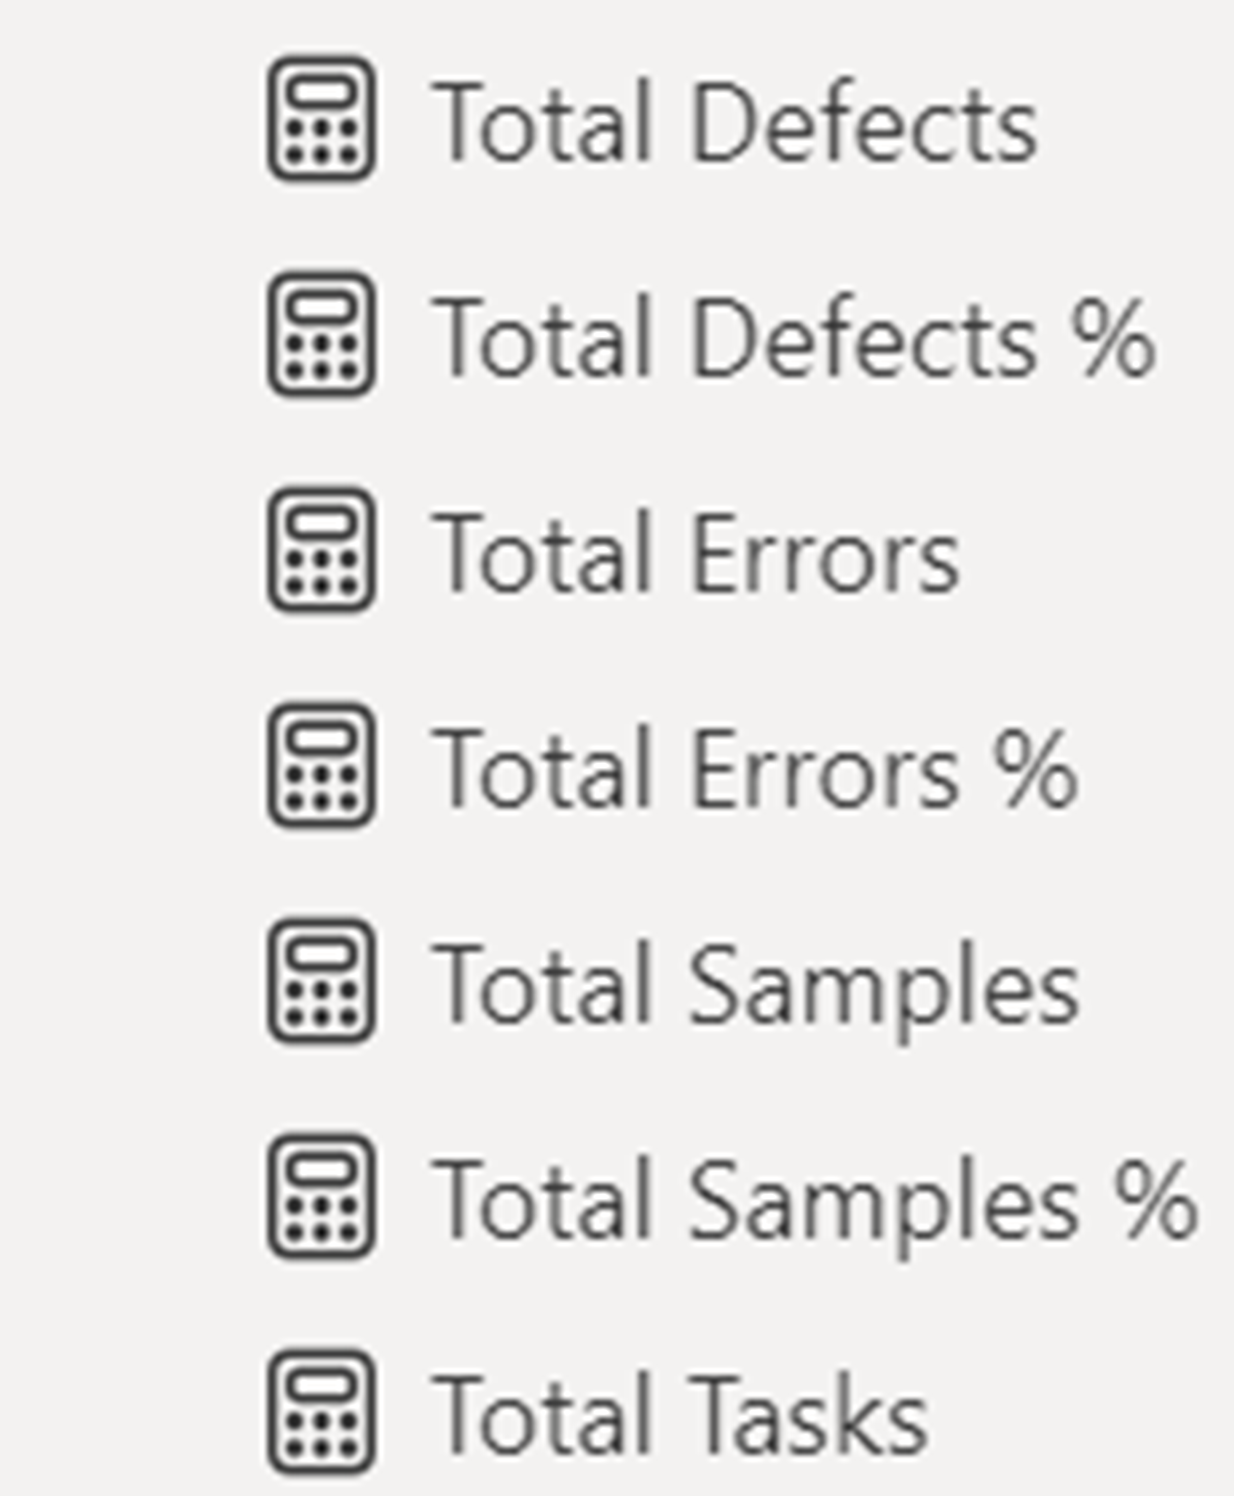 Total Defects
Total Defects %
Total Errors
Total Errors %
Total Samples
Total Samples %
Total Tasks